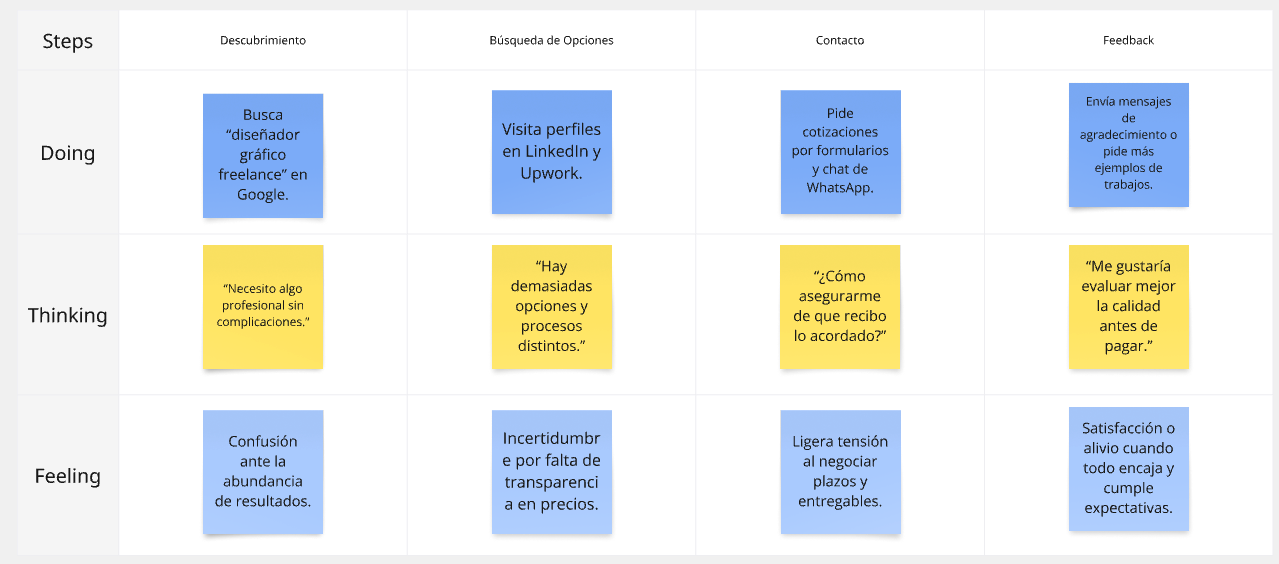 Steps
Descubrimiento
Búsqueda de Opciones
Contacto
Feedback
Doing
Busca
“diseñador
gráfico
freelance” en
Google.
Visita perfiles
en LinkedIn y
Upwork.
Pide
cotizaciones
por formularios
y chat de
WhatsApp.
Envía mensajes
de
agradecimiento o
pide más
ejemplos de
trabajos.
Thinking
“Necesito algo
profesional sin
complicaciones.”
“Hay
demasiadas
opciones y
procesos
distintos.”
“¿Cómo
asegurarme
de que recibo
lo acordado?”
“Me gustaría
evaluar mejor
la calidad
antes de
pagar.”
Feeling
Confusión
ante la
abundancia
de resultados.
Incertidumbr
e por falta de
transparenci
a en precios.
Ligera tensión
al negociar
plazos y
entregables.
Satisfacción o
alivio cuando
todo encaja y
cumple
expectativas.